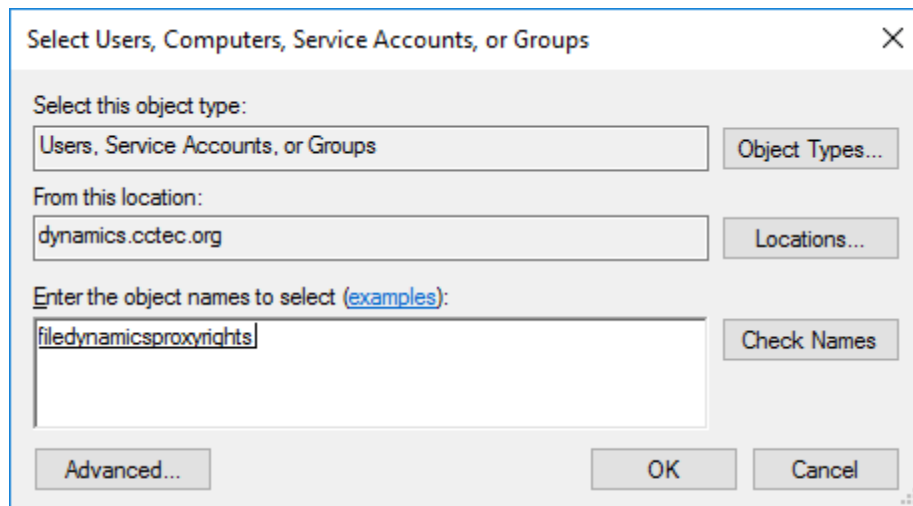 Select Users, Computers, Service Accounts, or Groups
Select this object type:
Users, Service Accounts, or Groups
Object Types...
From this location:
dynamics.cctec.org
Locations...
Enter the object names to select (examples):
filedynamicsproxyrights
Check Names
Advanced...
OK
Cancel